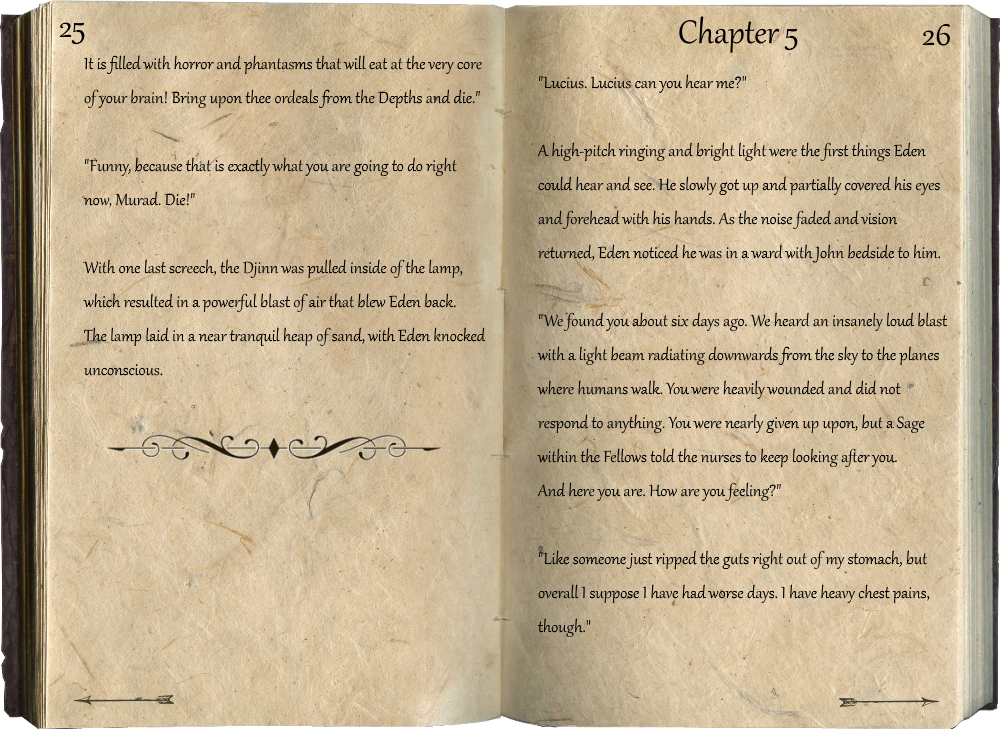 25
It is filled with horror and phantasms that will eat at the very core
of your brain! Bring upon thee ordeals from the Depths and die."
"Funny, because that is exactly what you are going to do right
now, Murad. Die!"
With one last screech, the Djinn was pulled inside of the lamp,
which resulted in a powerful blast of air that blew Eden back.
The lamp laid in a near tranquil heap of sand, with Eden knocked
unconscious.
Chapter 5
26
"Lucius. Lucius can you hear me?"
A high-pitch ringing and bright light were the first things Eden
could hear and see. He slowly got up and partially covered his eyes
and forehead with his hands. As the noise faded and vision
returned, Eden noticed he was in a ward with John bedside to him.
"We found you about six days ago. We heard an insanely loud blast
with a light beam radiating downwards from the sky to the planes
where humans walk. You were heavily wounded and did not
respond to anything. You were nearly given up upon, but a Sage
within the Fellows told the nurses to keep looking after you.
And here you are. How are you feeling?"
"Like someone just ripped the guts right out of my stomach, but
overall I suppose I have had worse days. I have heavy chest pains,
though."